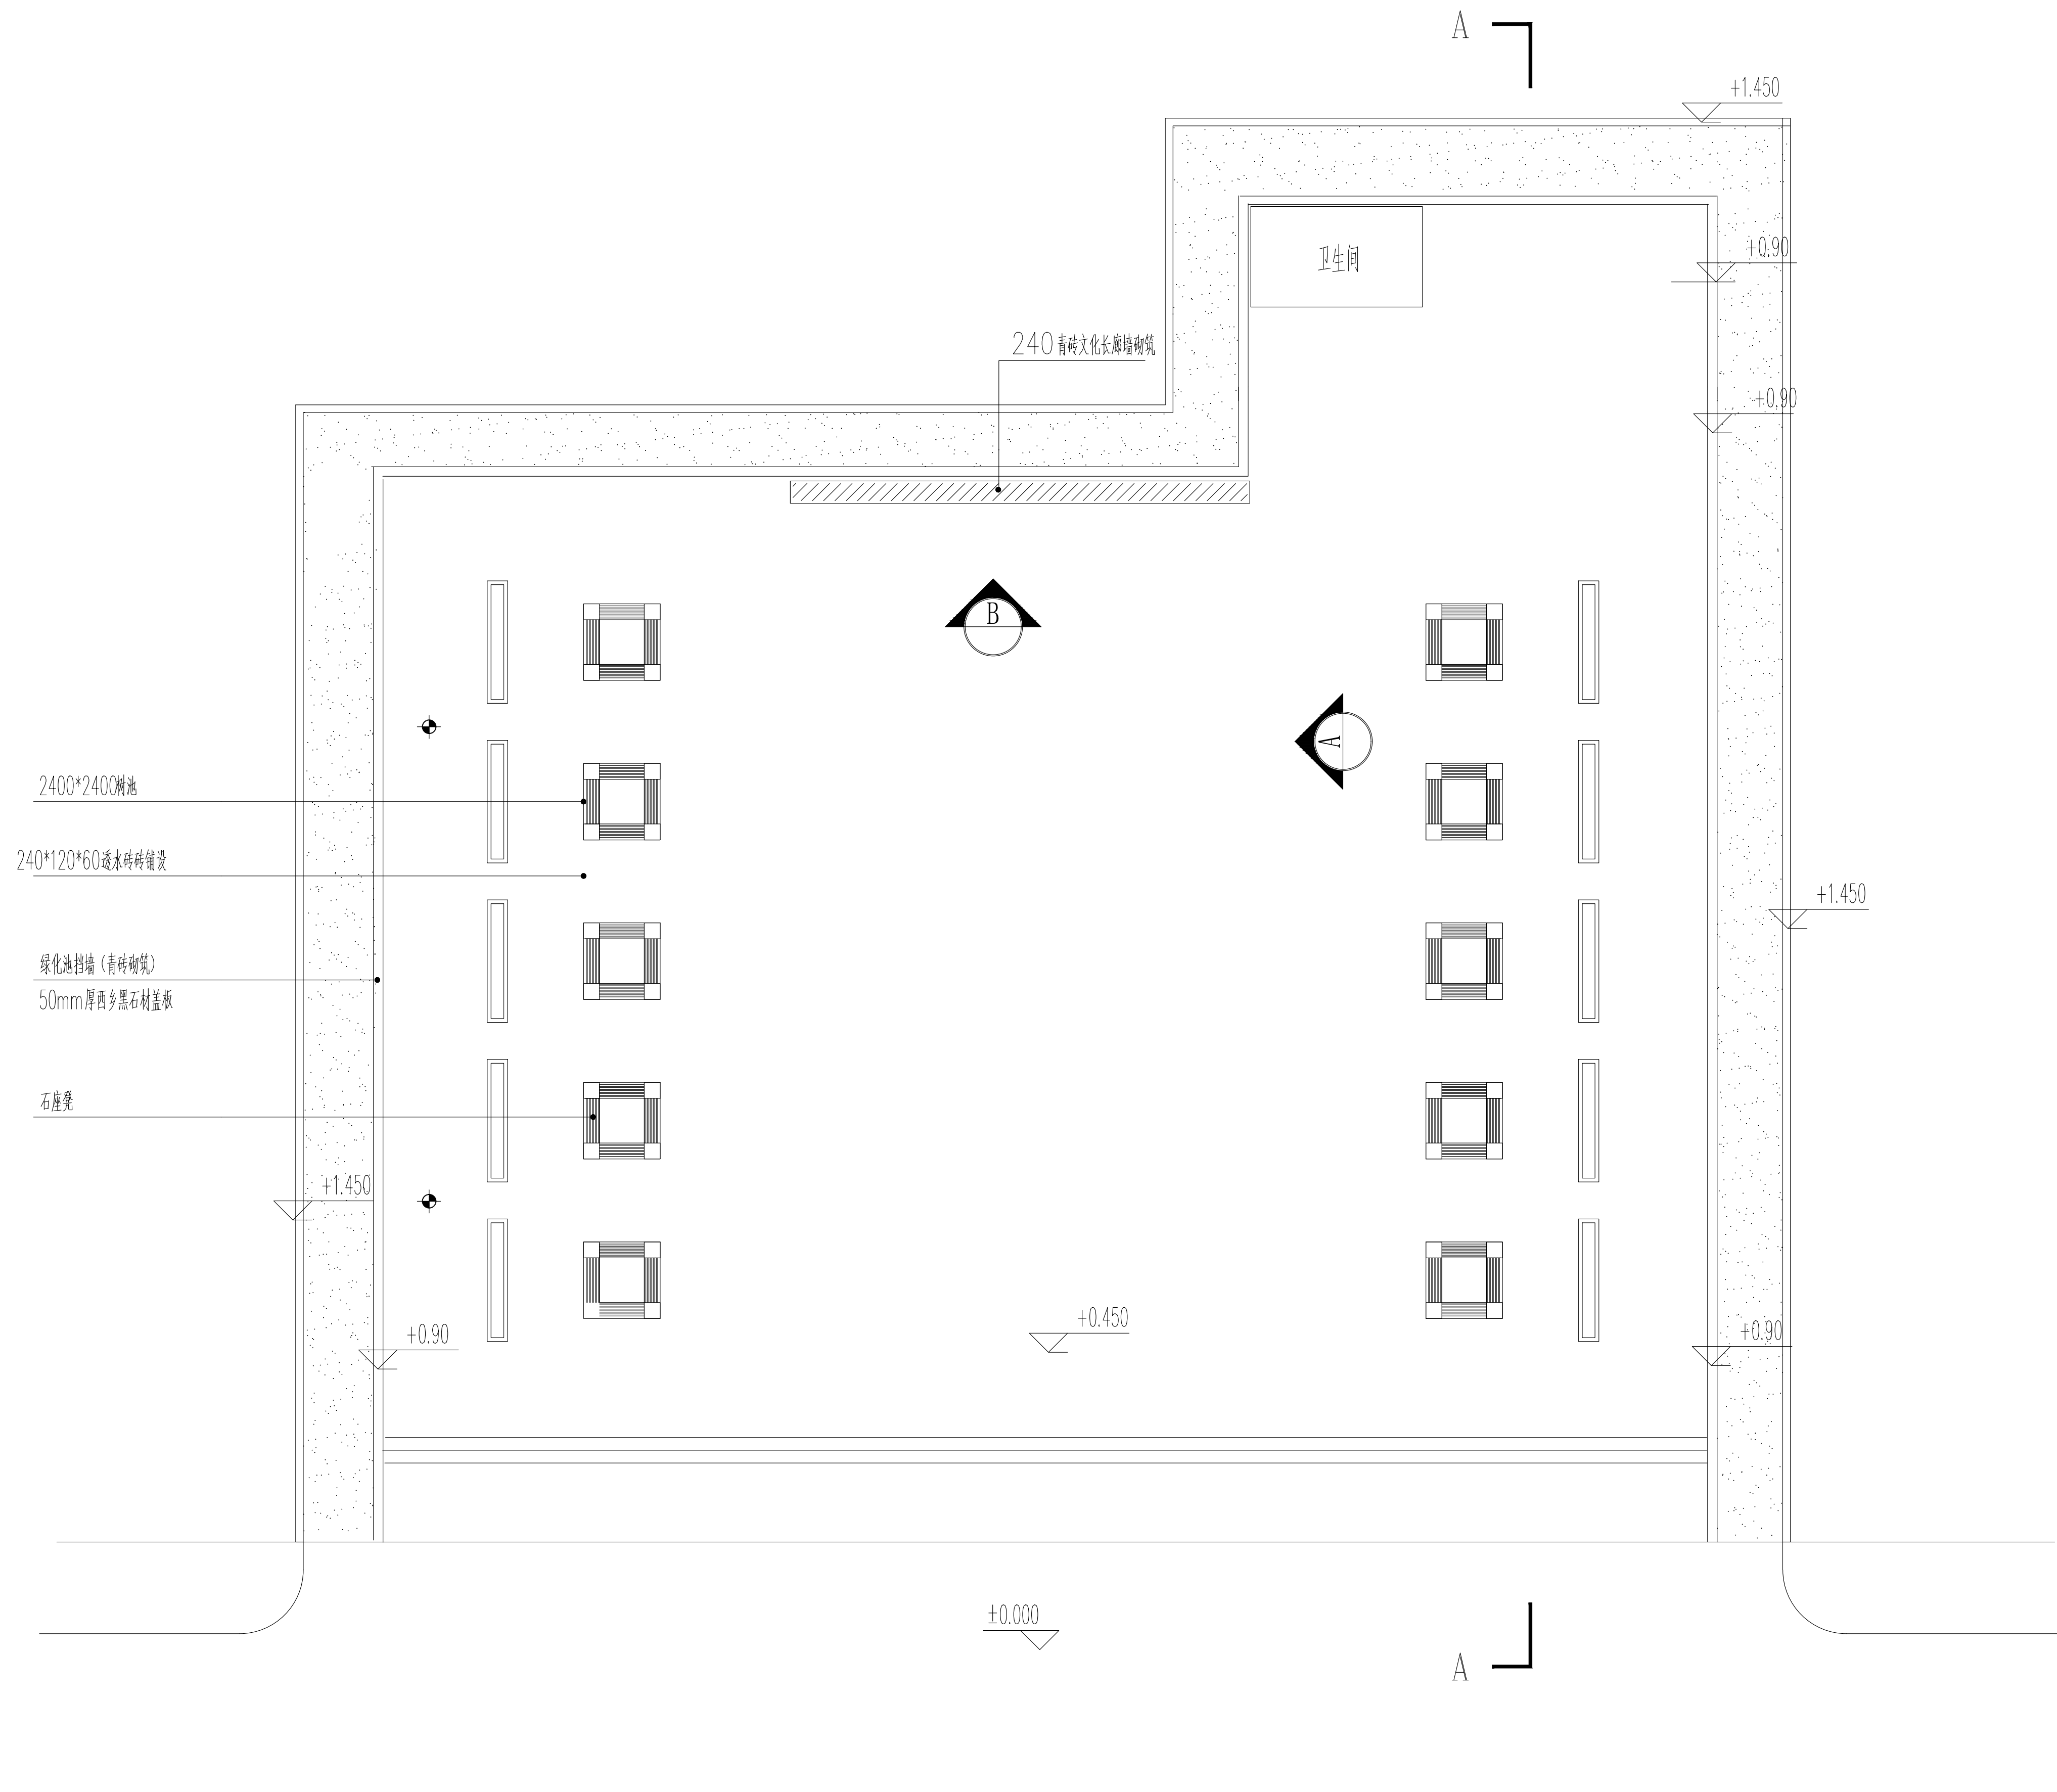 A
+1.450
+0.90
卫生间
240青砖文化长廊墙砌筑
+0.90
B
A
2400*2400树池
240*120*60透水砖砖铺设
+1.450
绿化池挡墙（青砖砌筑）
50mm厚西乡黑石材盖板
石座凳
+1.450
+0.90
+0.450
+0.90
±0.000
A